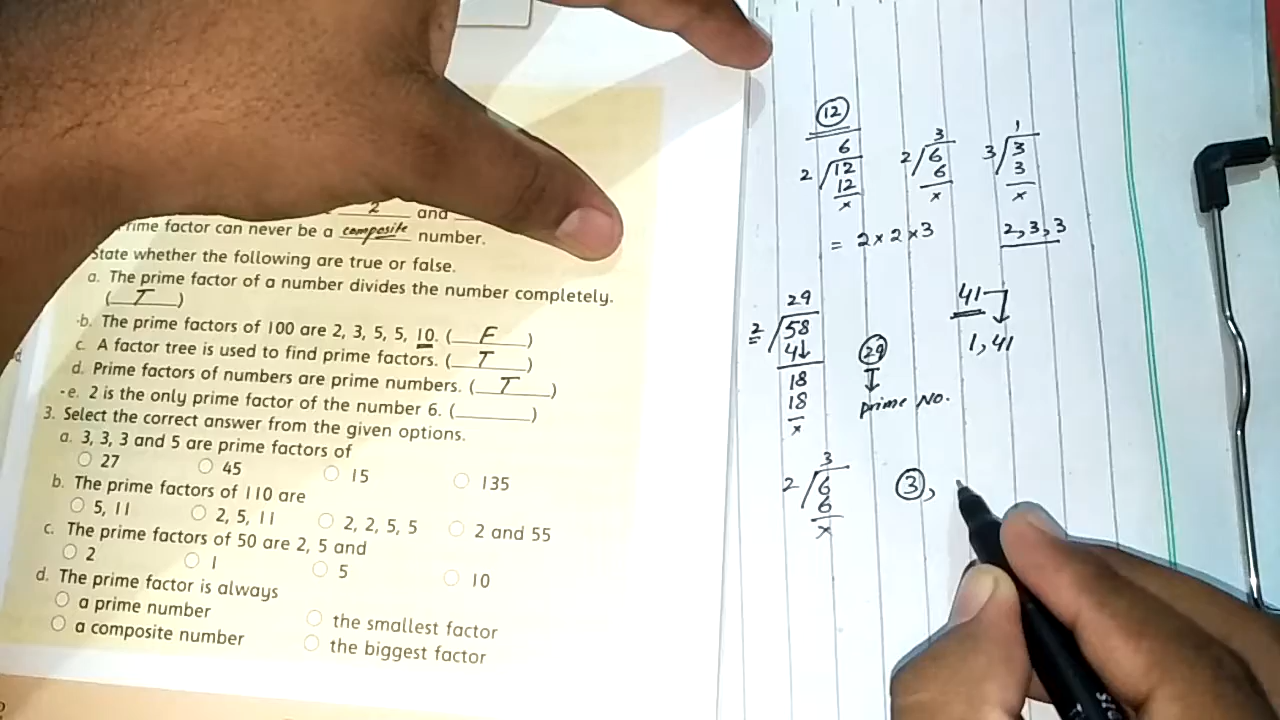 2 and
rime factor can never be a composite number.
State whether the following are true or false.
a. The prime factor of a number divides the number completely.
( T )
b. The prime factors of 100 are 2, 3, 5, 5, 10. ( F )
c. A factor tree is used to find prime factors. ( T )
d. Prime factors of numbers are prime numbers. ( T )
e. 2 is the only prime factor of the number 6. (______)
3. Select the correct answer from the given options.
a. 3, 3, 3 and 5 are prime factors of
27 45 15 135
b. The prime factors of 110 are
5, 11 2, 5, 11 2, 2, 5, 5 2 and 55
c. The prime factors of 50 are 2, 5 and
2 1 5 10
d. The prime factor is always
a prime number the smallest factor
a composite number the biggest factor
12
6 3 1
2 12 2 6 3 3
12 6 3
x x x
= 2 × 2 × 3 2, 3, 3
29 41
2 58 1, 41
4↓ 29
18 prime No.
18
x
3
2 6 3,
6
x